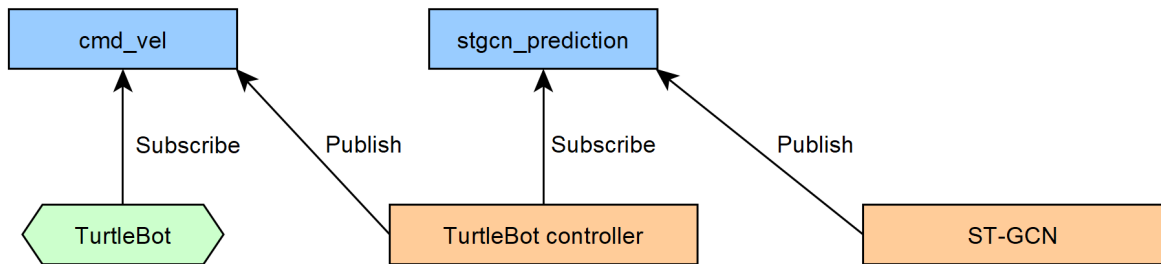 cmd_vel
stgcn_prediction
Subscribe
Publish
Subscribe
Publish
TurtleBot
TurtleBot controller
ST-GCN